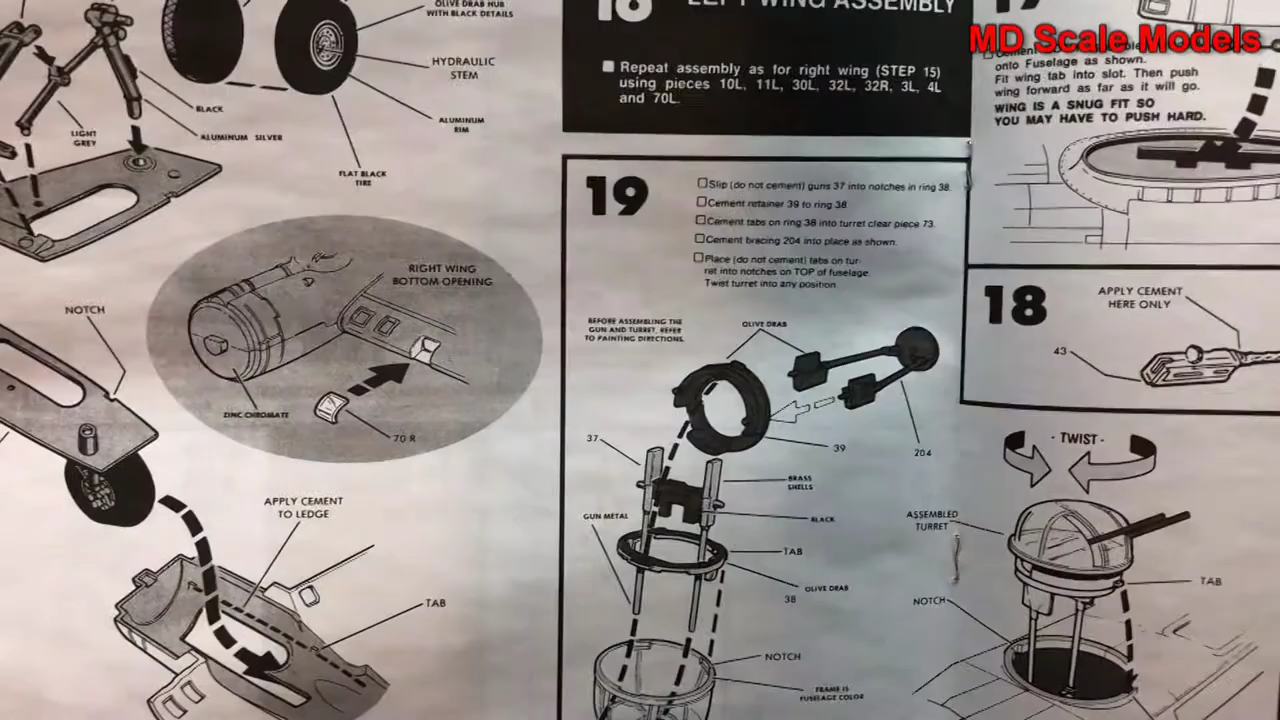 OLIVE DRAB HUB
WITH BLACK DETAILS
HYDRAULIC
STEM
BLACK
ALUMINUM
RIM
LIGHT
GREY
ALUMINUM SILVER
FLAT BLACK
TIRE
RIGHT WING
BOTTOM OPENING
NOTCH
ZINC CHROMATE
70 R
APPLY CEMENT
TO LEDGE
TAB
16
LEFT WING ASSEMBLY
Repeat assembly as for right wing (STEP 15)
using pieces 10L, 11L, 30L, 32L, 32R, 3L, 4L
and 70L.
19
Slip (do not cement) guns 37 into notches in ring 38.
Cement retainer 39 to ring 38.
Cement tabs on ring 38 into turret clear piece 73.
Cement bracing 204 into place as shown.
Place (do not cement) tabs on tur-
ret into notches on TOP of fuselage.
Twist turret into any position.
BEFORE ASSEMBLING THE
GUN AND TURRET, REFER
TO PAINTING DIRECTIONS.
OLIVE DRAB
37
39
204
BRASS
SHELLS
GUN METAL
BLACK
TAB
OLIVE DRAB
38
NOTCH
FRAME IS
FUSELAGE COLOR
17
MD Scale Models
Cement
onto Fuselage as shown.
Fit wing tab into slot. Then push
wing forward as far as it will go.
WING IS A SNUG FIT SO
YOU MAY HAVE TO PUSH HARD.
18
APPLY CEMENT
HERE ONLY
43
- TWIST -
ASSEMBLED
TURRET
TAB
NOTCH